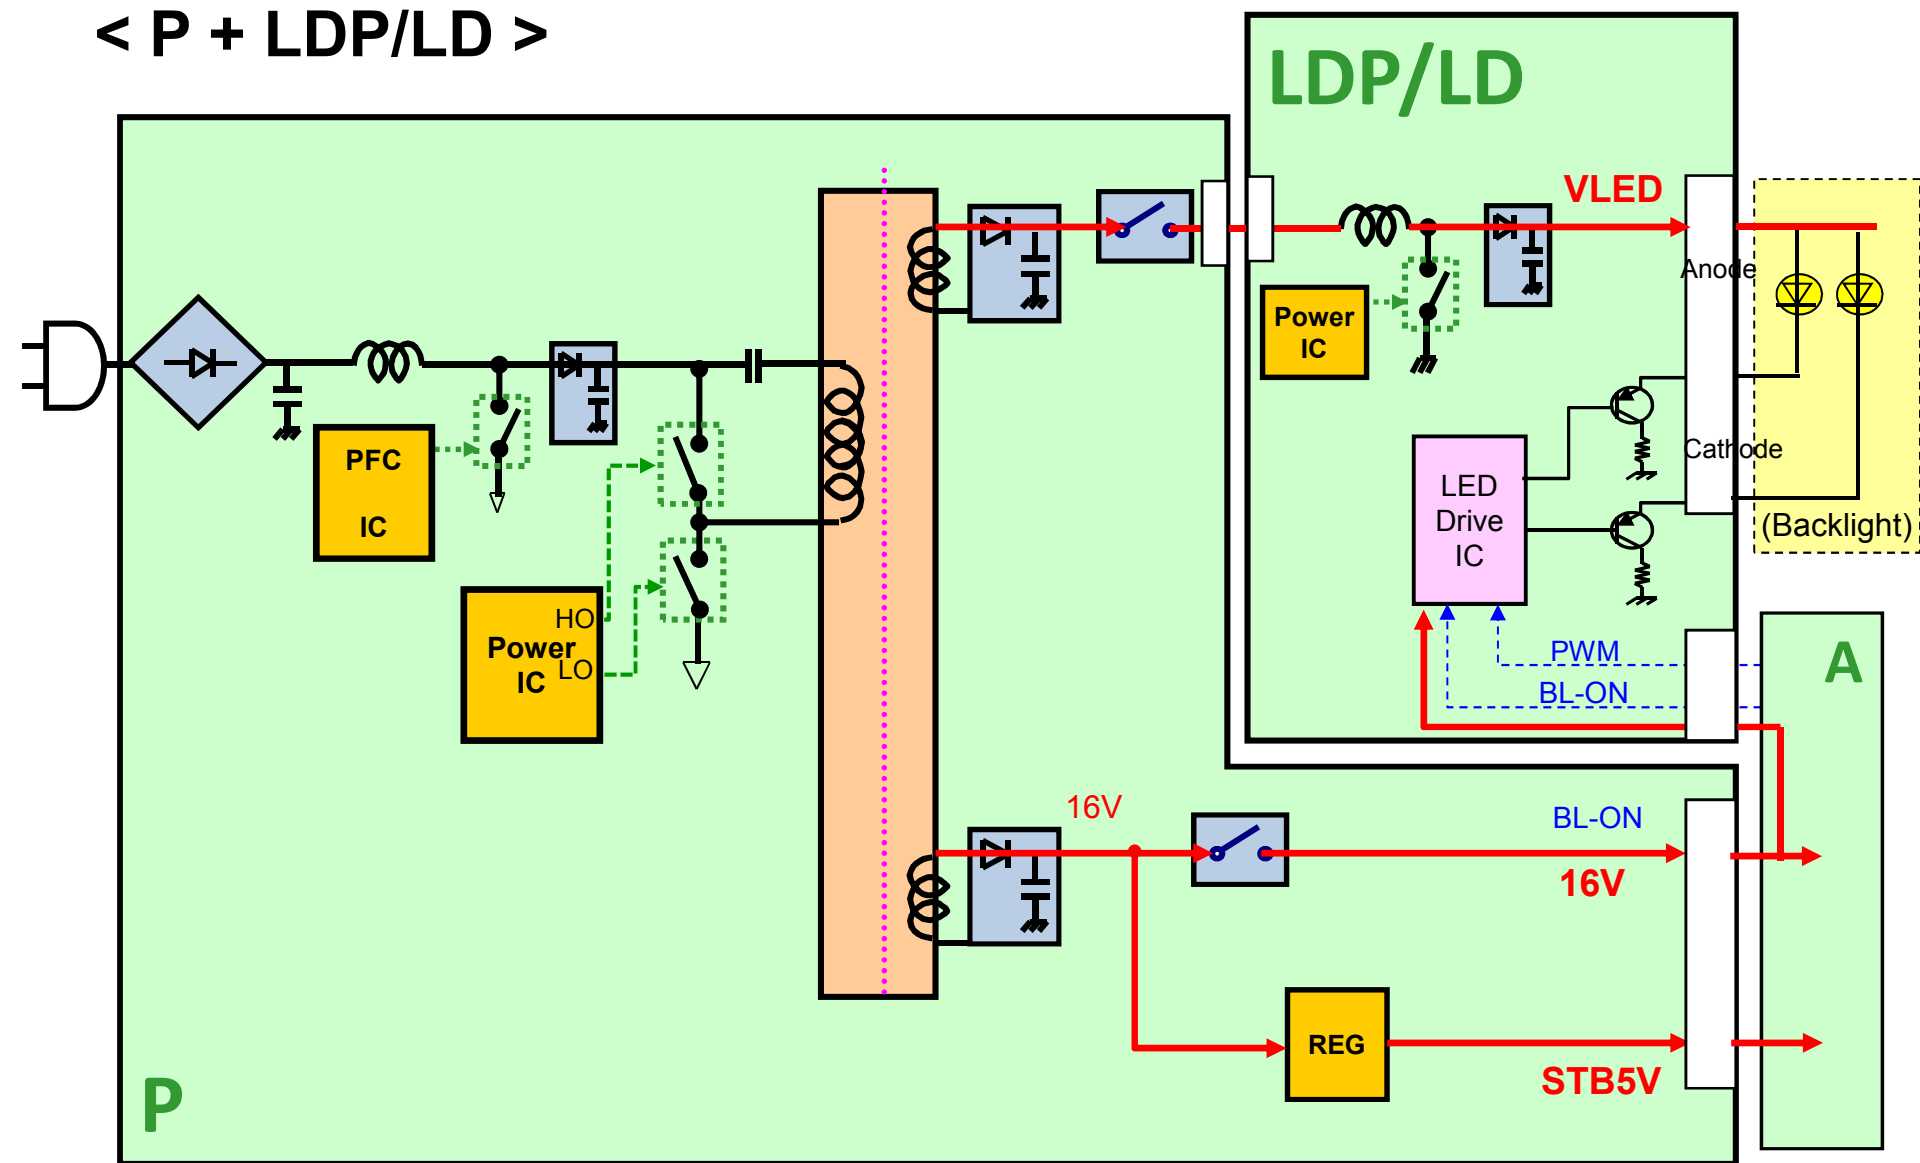 < P + LDP/LD >
LDP/LD
VLED
Anode
Power
IC
PFC
IC
Cathode
LED
Drive
IC
(Backlight)
HO
Power
IC
LO
PWM
A
BL-ON
16V
BL-ON
16V
REG
STB5V
P